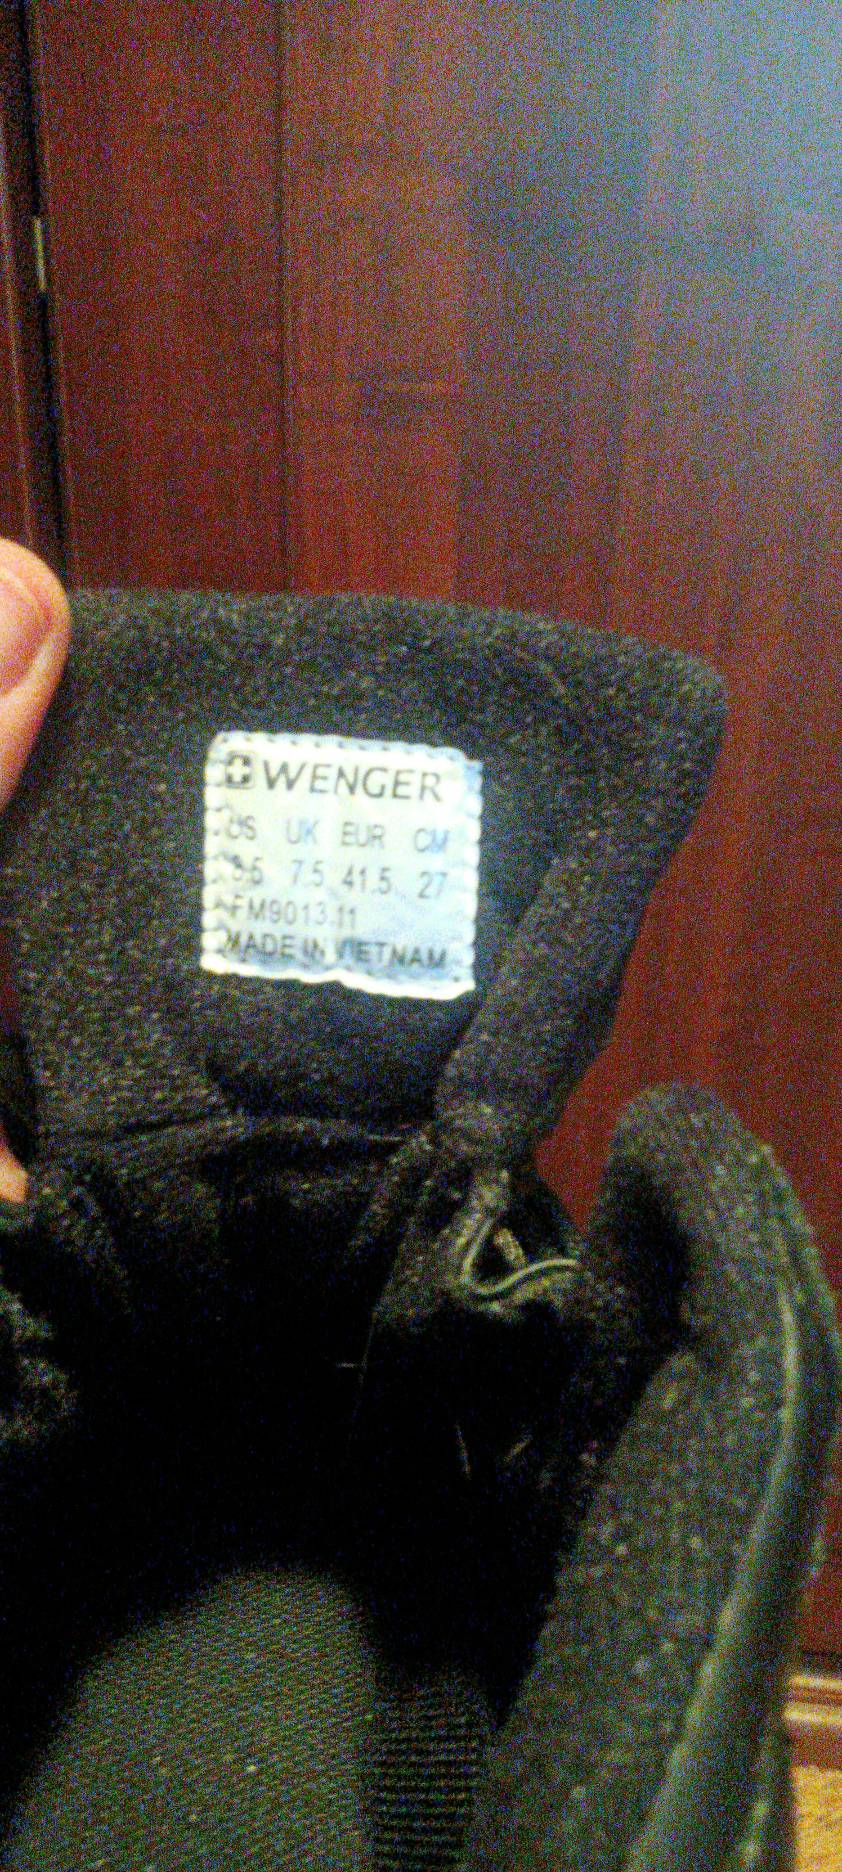 WENGER
US UK EUR CM
7.5 41.5 27
FM9013.11
MADE IN VIETNAM